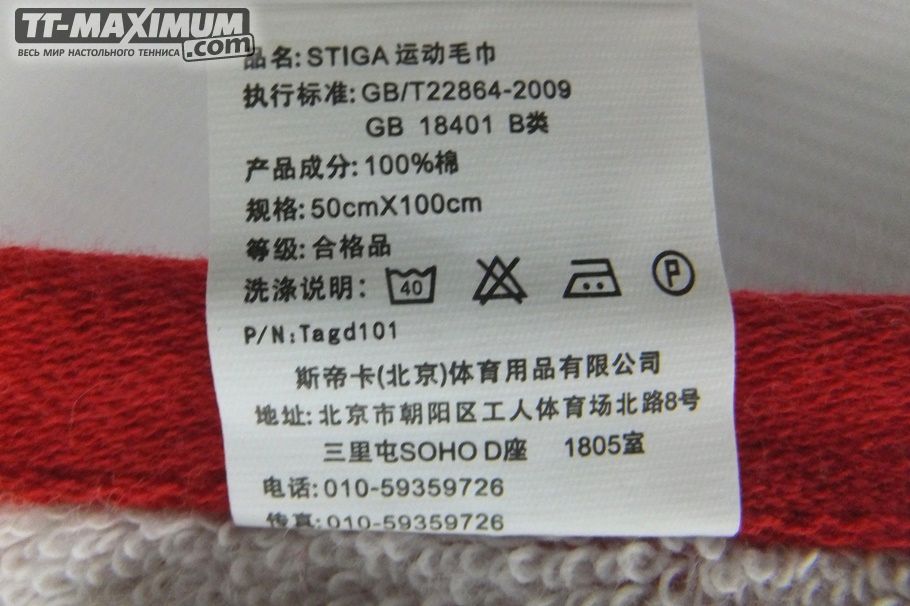 TT-MAXIMUM
.com
ВЕСЬ МИР НАСТОЛЬНОГО ТЕННИСА
品名: STIGA 运动毛巾
执行标准: GB/T22864-2009
GB 18401 B类
产品成分: 100%棉
规格: 50cmX100cm
等级: 合格品
洗涤说明: 40 P
P/N:Tagd101
斯帝卡(北京)体育用品有限公司
地址: 北京市朝阳区工人体育场北路8号
三里屯SOHO D座 1805室
电话: 010-59359726
传真: 010-59359726